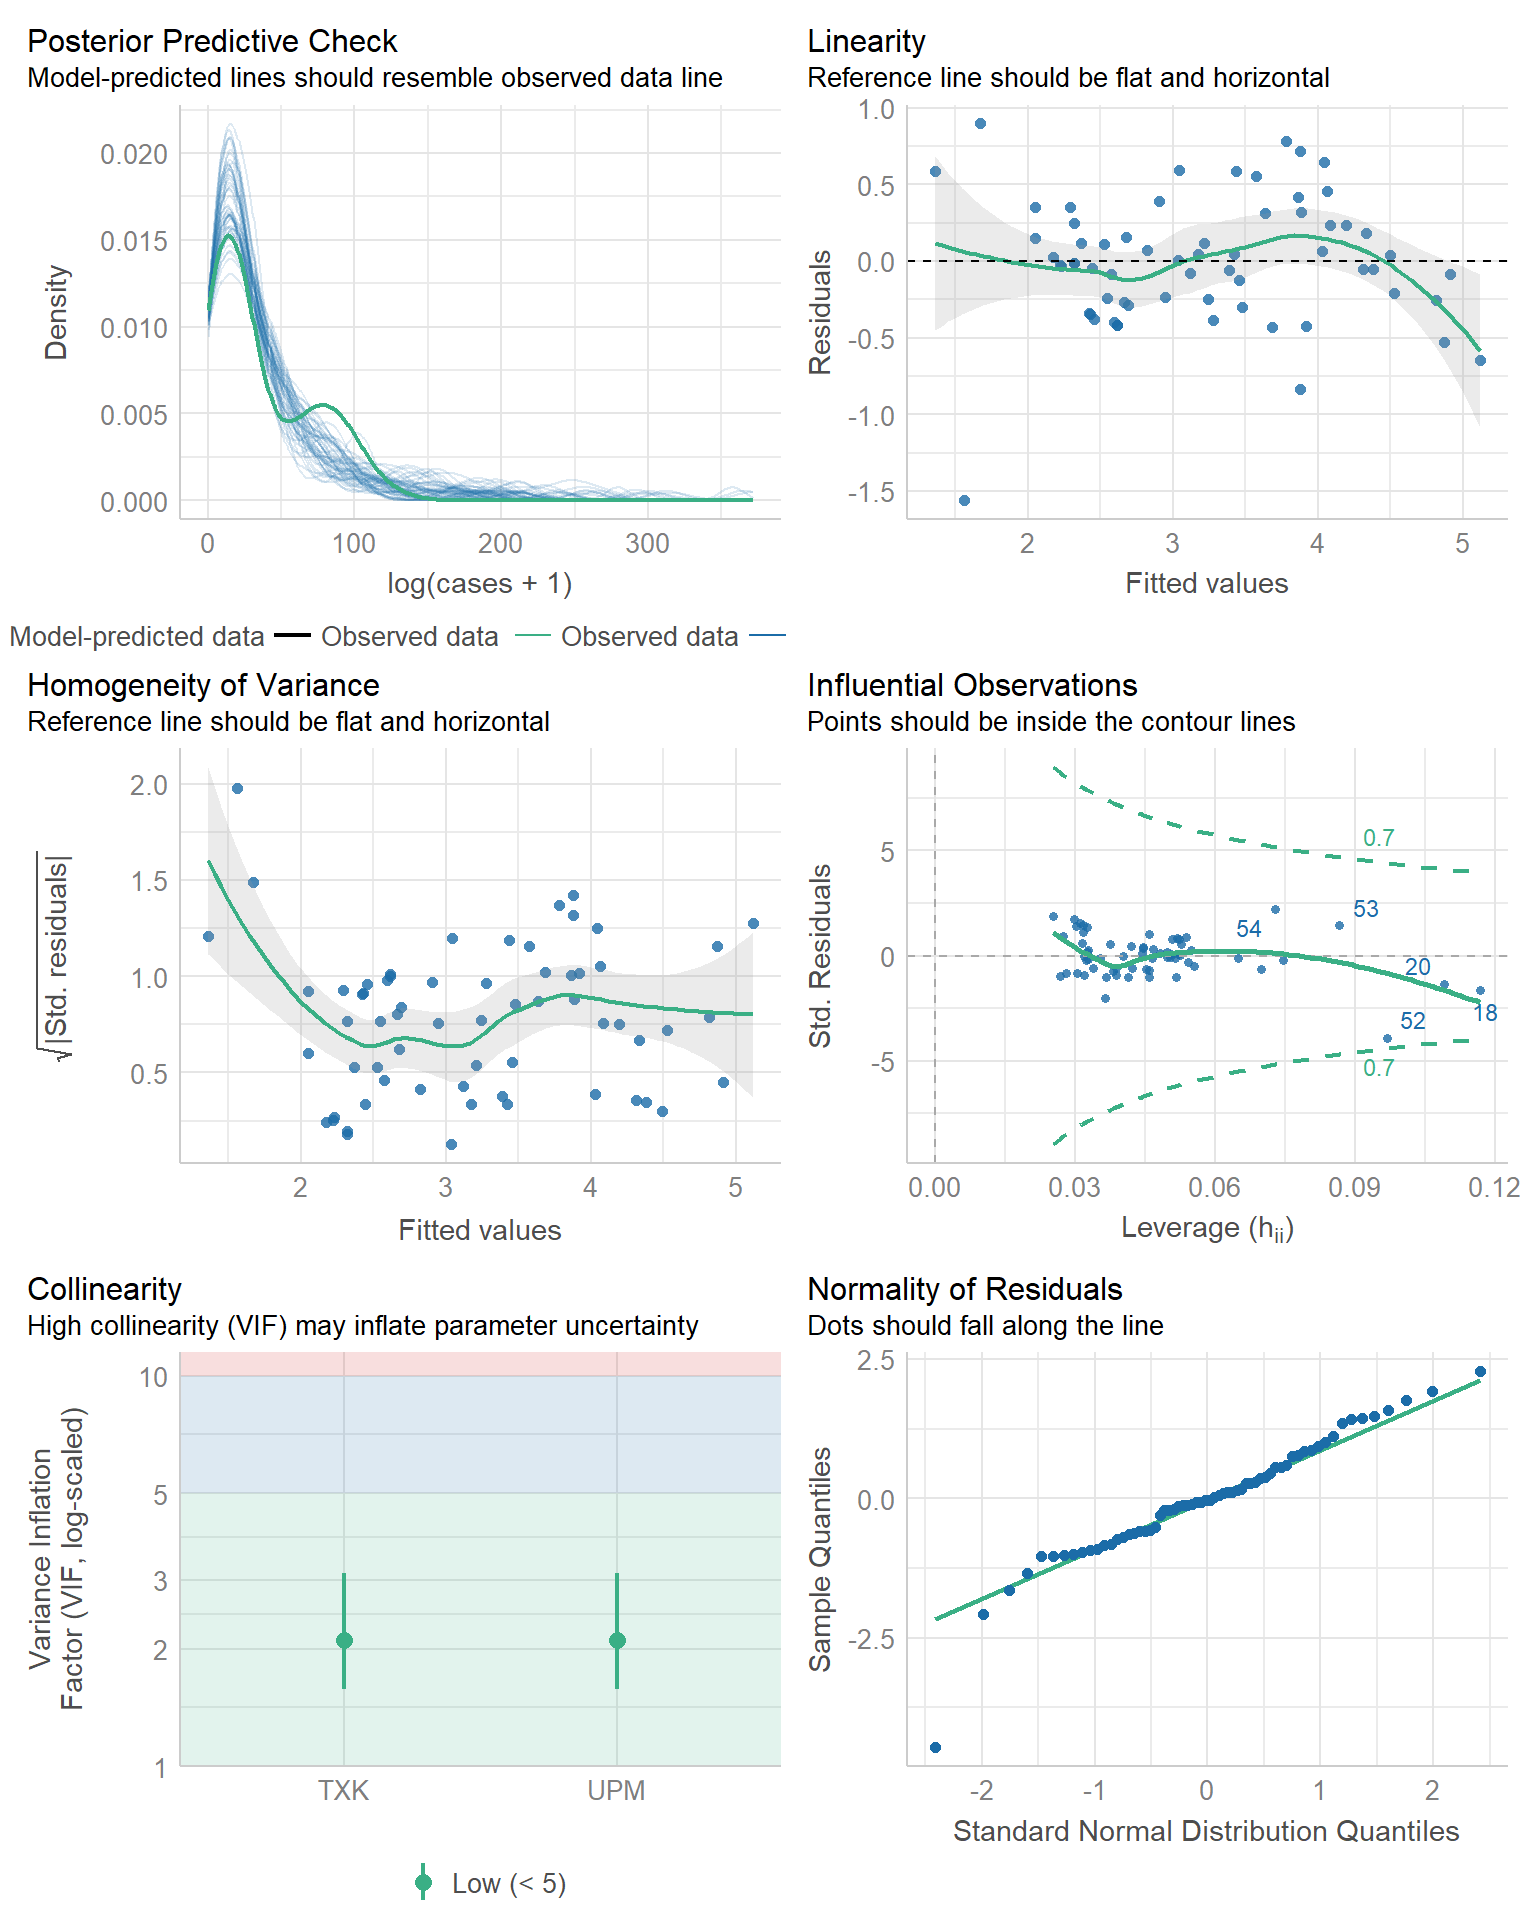 Posterior Predictive Check
Model-predicted lines should resemble observed data line
0.020
0.015
0.010
0.005
0.000
Density
0
100
200
300
log(cases + 1)
Model-predicted data
Observed data
Observed data
Linearity
Reference line should be flat and horizontal
1.0
0.5
0.0
-0.5
-1.0
-1.5
Residuals
2
3
4
5
Fitted values
Homogeneity of Variance
Reference line should be flat and horizontal
2.0
1.5
1.0
0.5
√|Std. residuals|
2
3
4
5
Fitted values
Influential Observations
Points should be inside the contour lines
5
0
-5
Std. Residuals
0.7
53
54
20
18
52
0.7
0.00
0.03
0.06
0.09
0.12
Leverage (hii)
Collinearity
High collinearity (VIF) may inflate parameter uncertainty
10
5
3
2
1
Variance Inflation
Factor (VIF, log-scaled)
TXK
UPM
Low (< 5)
Normality of Residuals
Dots should fall along the line
2.5
0.0
-2.5
Sample Quantiles
-2
-1
0
1
2
Standard Normal Distribution Quantiles